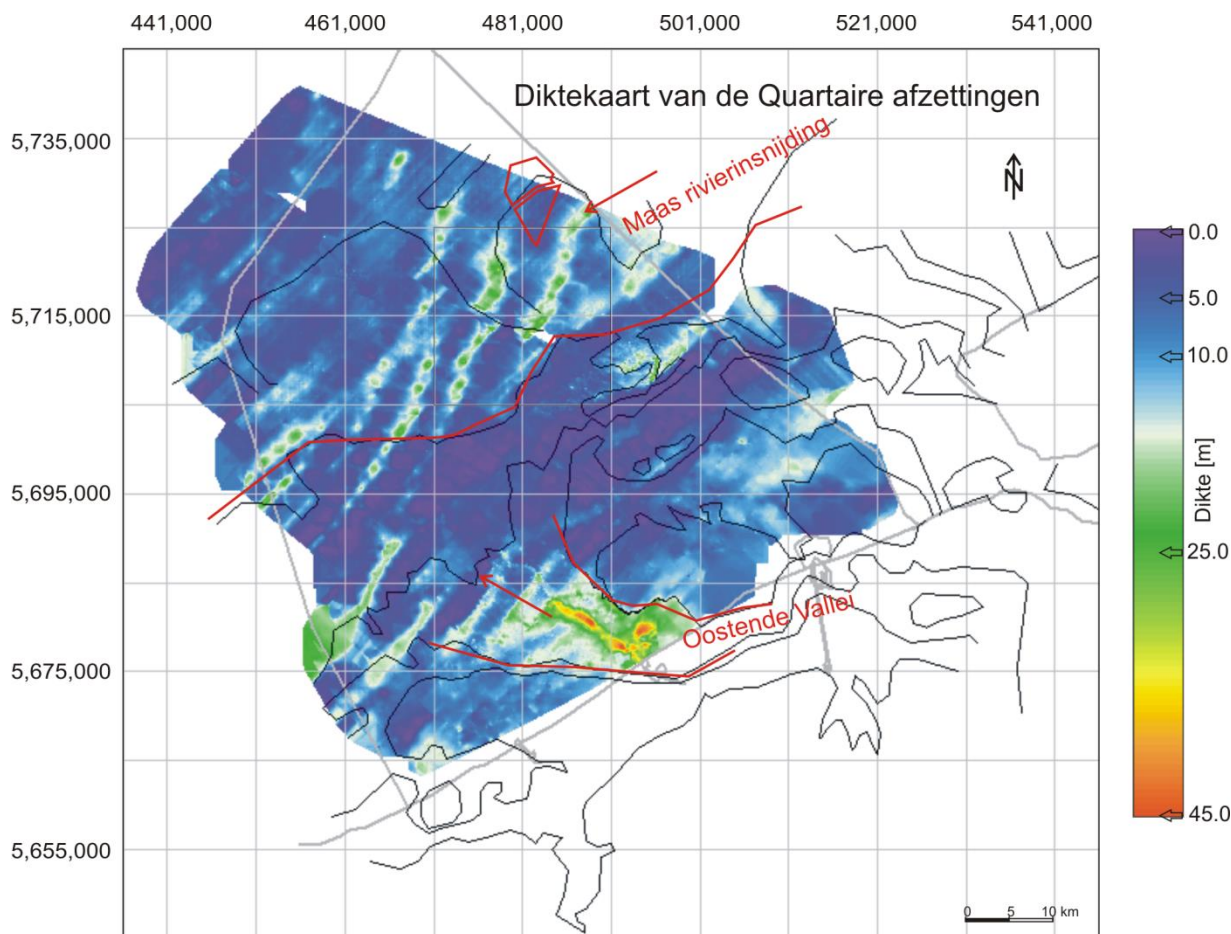 441,000 461,000 481,000 501,000 521,000 541,000
Diktekaart van de Quartaire afzettingen
5,735,000
5,715,000
5,695,000
5,675,000
5,655,000
Maas rivierinsnijding
N
Oostende Vallei
0.0
5.0
10.0
25.0
45.0
Dikte [m]
0 5 10 km